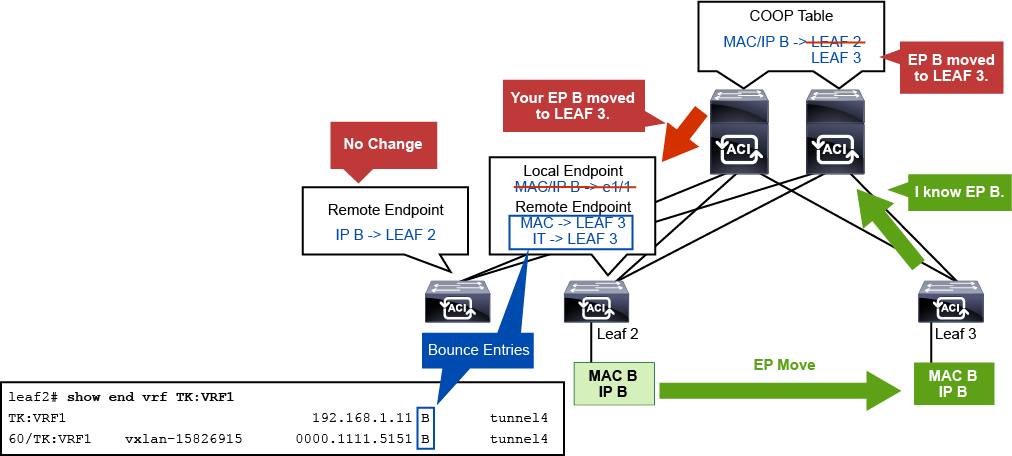 COOP Table
MAC/IP B -> LEAF 2
LEAF 3
EP B moved
to LEAF 3.
Your EP B moved
to LEAF 3.
No Change
Local Endpoint
MAC/IP B -> e1/1
Remote Endpoint
MAC -> LEAF 3
IT -> LEAF 3
Remote Endpoint
IP B -> LEAF 2
I know EP B.
ACI
ACI
ACI
ACI
ACI
Leaf 2
Leaf 3
Bounce Entries
EP Move
MAC B
IP B
MAC B
IP B
leaf2# show end vrf TK:VRF1
TK:VRF1 192.168.1.11 B tunnel4
60/TK:VRF1 vxlan-15826915 0000.1111.5151 B tunnel4